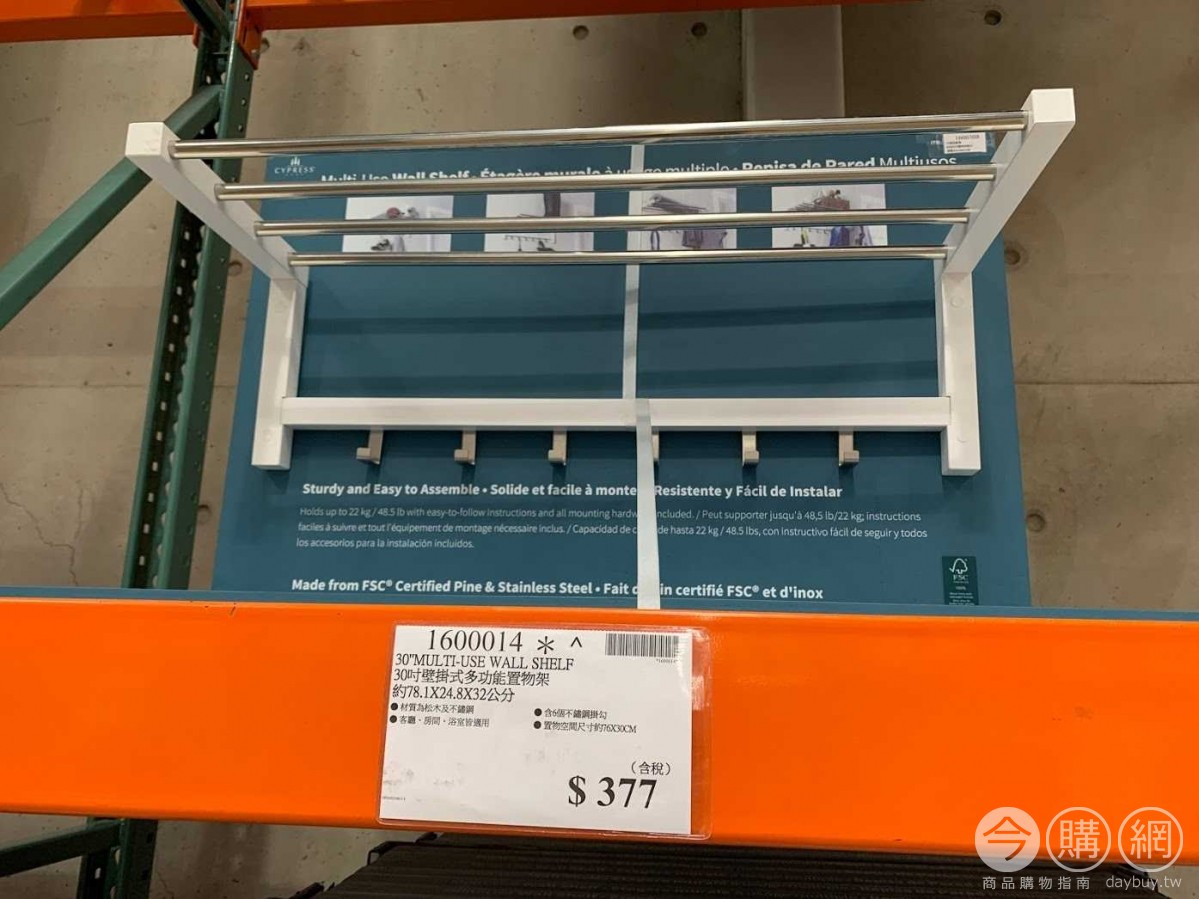 CYPRESS
Multi-Use Wall Shelf • Étagère murale à usage multiple • Repisa de Pared Multiusos
Sturdy and Easy to Assemble • Solide et facile à monte Resistente y Fácil de Instalar
Holds up to 22 kg / 48.5 lb with easy-to-follow instructions and all mounting hardw included. / Peut supporter jusqu'à 48,5 lb/22 kg; instructions
faciles à suivre et tout l'équipement de montage nécessaire inclus. / Capacidad de c de hasta 22 kg / 48.5 lbs, con instructivo fácil de seguir y todos
los accesorios para la instalación incluidos.
Made from FSC® Certified Pine & Stainless Steel • Fait d in certifié FSC® et d'inox
FSC
1600014 * ^
30"MULTI-USE WALL SHELF
30吋壁掛式多功能置物架
約78.1X24.8X32公分
●材質為松木及不鏽鋼
●含6個不鏽鋼掛勾
●客廳、房間、浴室皆適用
●置物空間尺寸約76X30CM
(含稅)
$ 377
今購網
商品購物指南 daybuy.tw